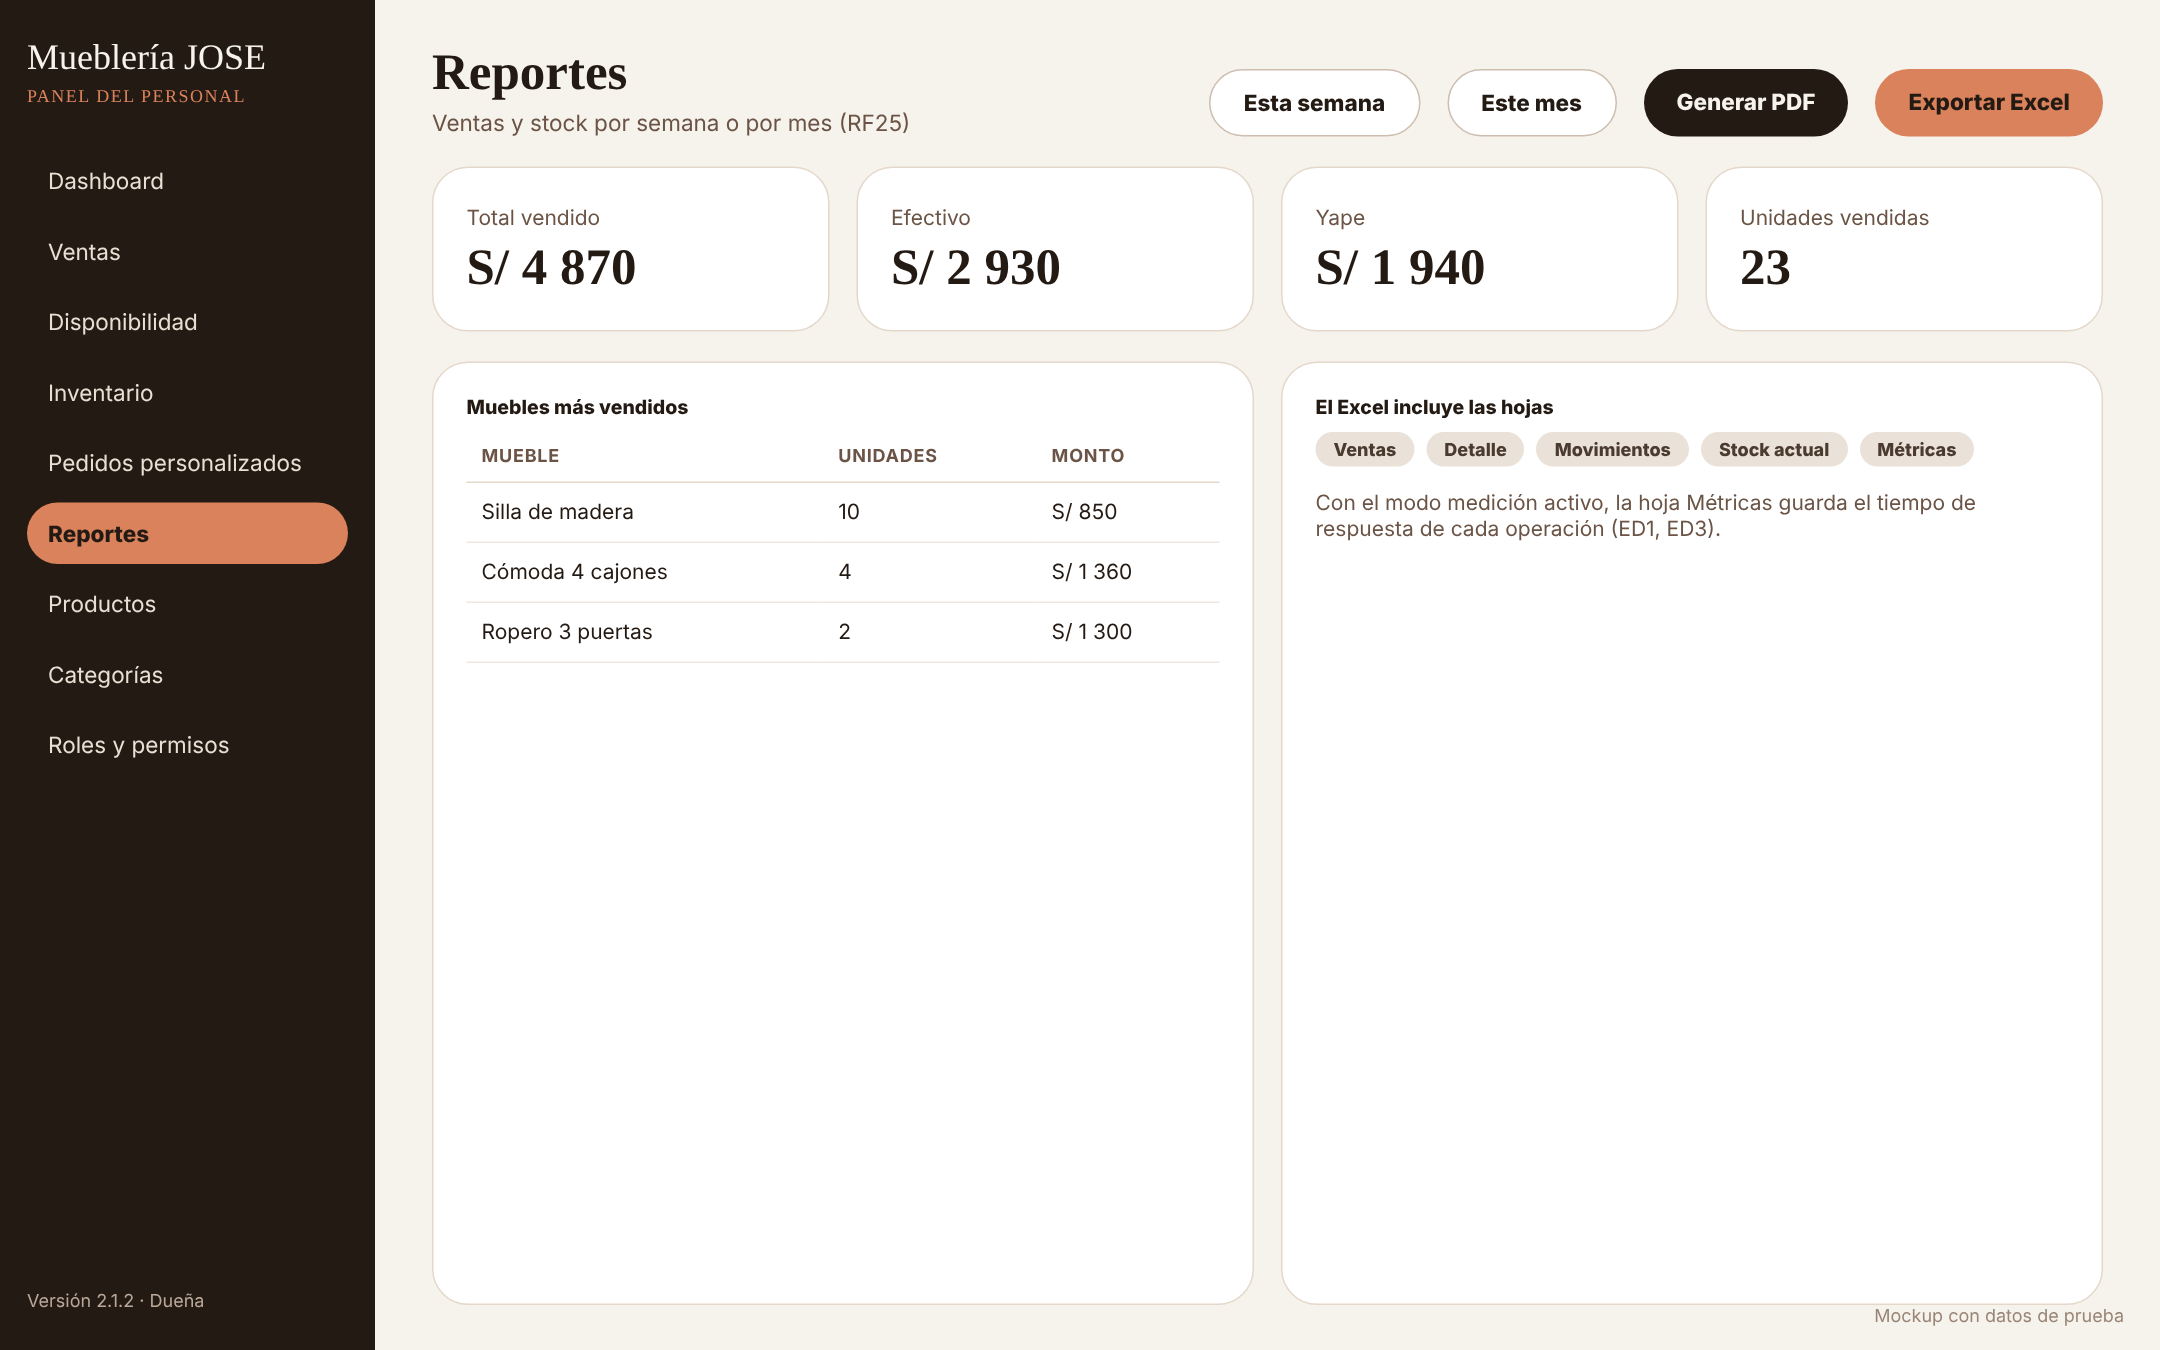 Mueblería JOSE
PANEL DEL PERSONAL
Dashboard
Ventas
Disponibilidad
Inventario
Pedidos personalizados
Reportes
Productos
Categorías
Roles y permisos
Versión 2.1.2 · Dueña
Reportes
Ventas y stock por semana o por mes (RF25)
Esta semana
Este mes
Generar PDF
Exportar Excel
Total vendido
S/ 4 870
Efectivo
S/ 2 930
Yape
S/ 1 940
Unidades vendidas
23
Muebles más vendidos
MUEBLE UNIDADES MONTO
Silla de madera 10 S/ 850
Cómoda 4 cajones 4 S/ 1 360
Ropero 3 puertas 2 S/ 1 300
El Excel incluye las hojas
Ventas Detalle Movimientos Stock actual Métricas
Con el modo medición activo, la hoja Métricas guarda el tiempo de
respuesta de cada operación (ED1, ED3).
Mockup con datos de prueba